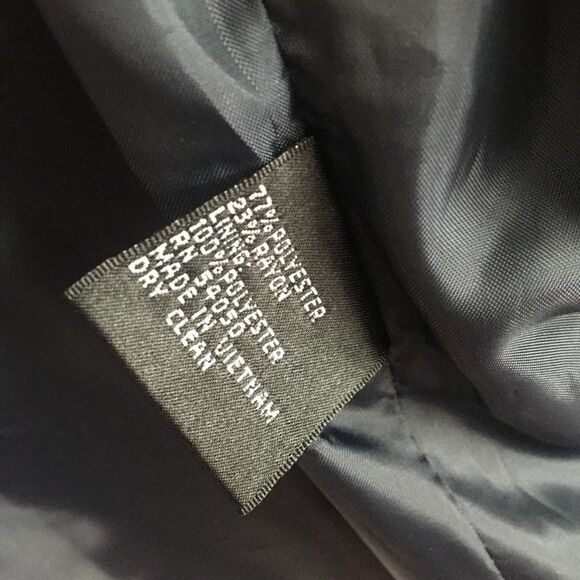 77% POLYESTER
23% RAYON
LINING:
100% POLYESTER
RN 54050
MADE IN VIETNAM
DRY CLEAN